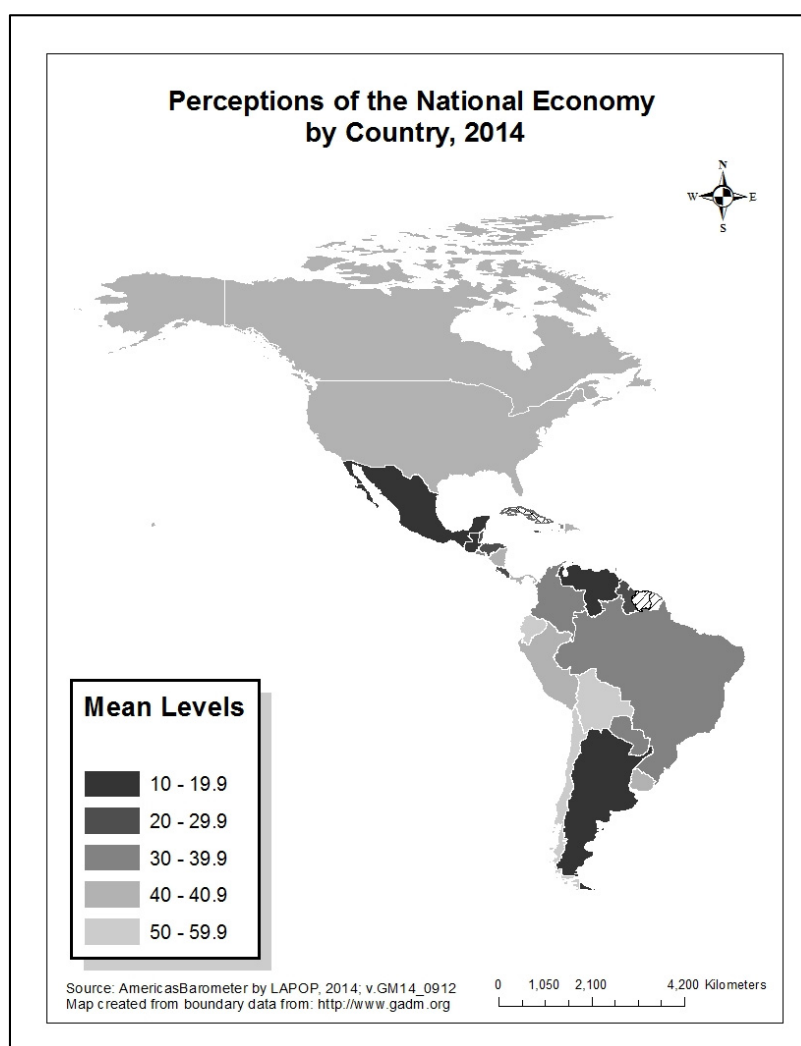 Perceptions of the National Economy
by Country, 2014
N
W E
S
Mean Levels
10 - 19.9
20 - 29.9
30 - 39.9
40 - 40.9
50 - 59.9
Source: AmericasBarometer by LAPOP, 2014; v.GM14_0912
Map created from boundary data from: http://www.gadm.org
0 1,050 2,100 4,200 Kilometers